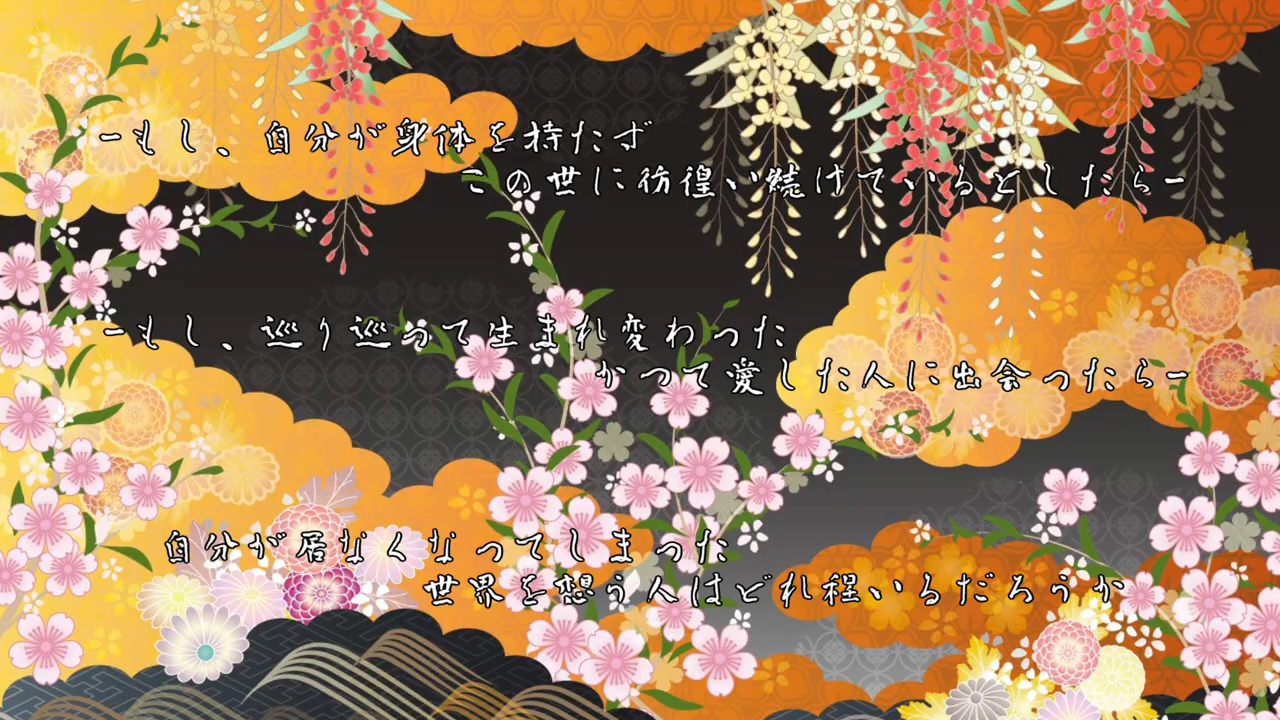 ーもし、自分が身体を持たず
この世に彷徨い続けているとしたらー
ーもし、巡り巡って生まれ変わった
かつて愛した人に出会ったらー
自分が居なくなってしまった
世界を想う人はどれ程いるだろうか